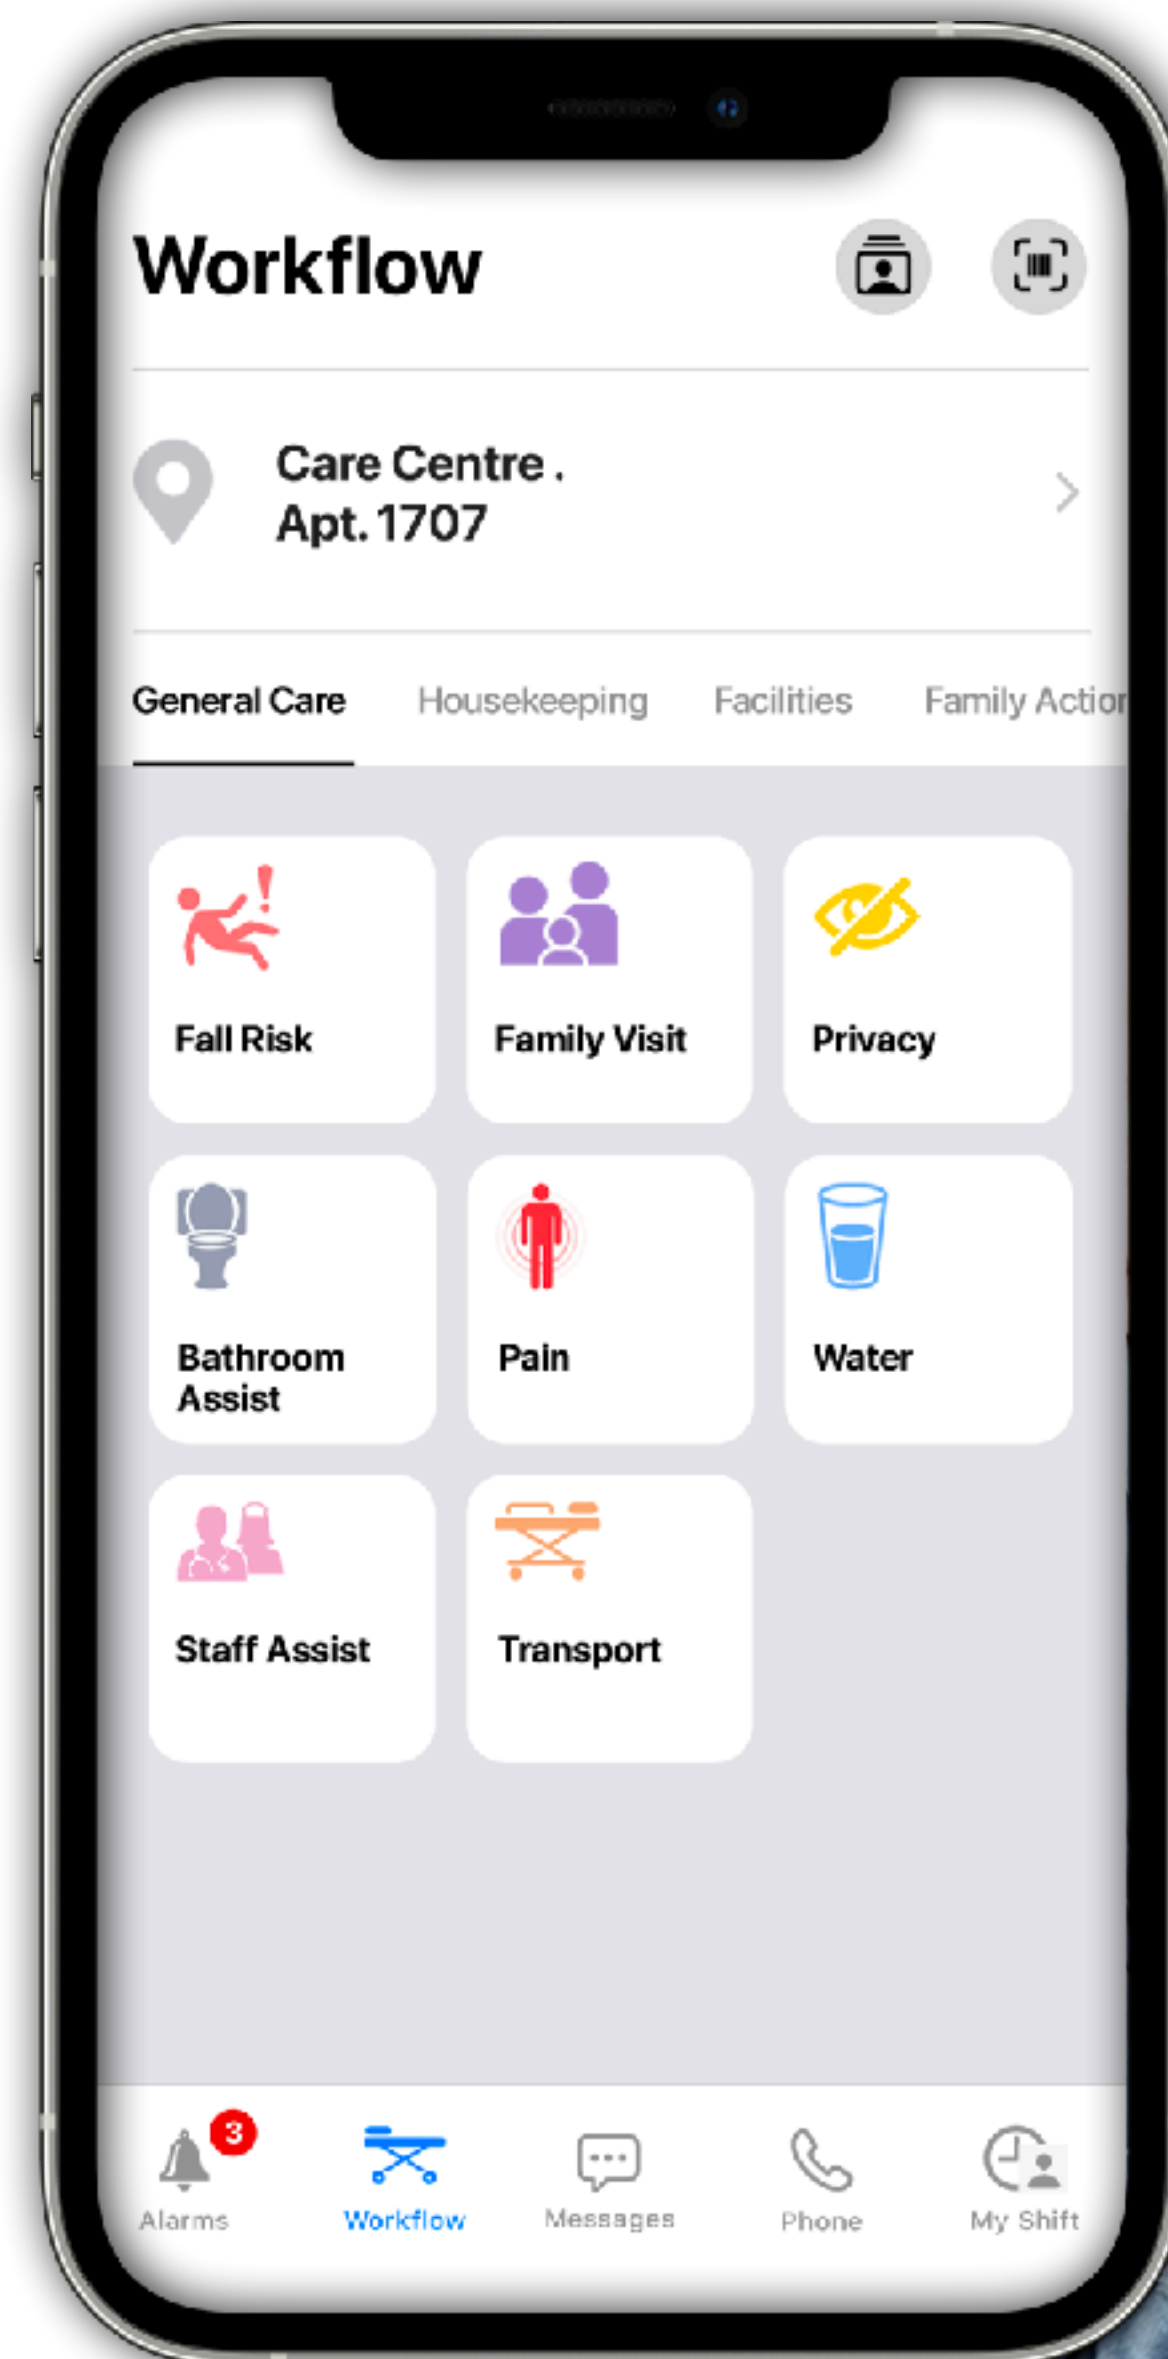 Workflow
Care Centre .
Apt. 1707
General Care Housekeeping Facilities Family Action
Fall Risk Family Visit Privacy
Bathroom
Assist
Pain
Water
Staff Assist Transport
3
Alarms Workflow Messages Phone My Shift